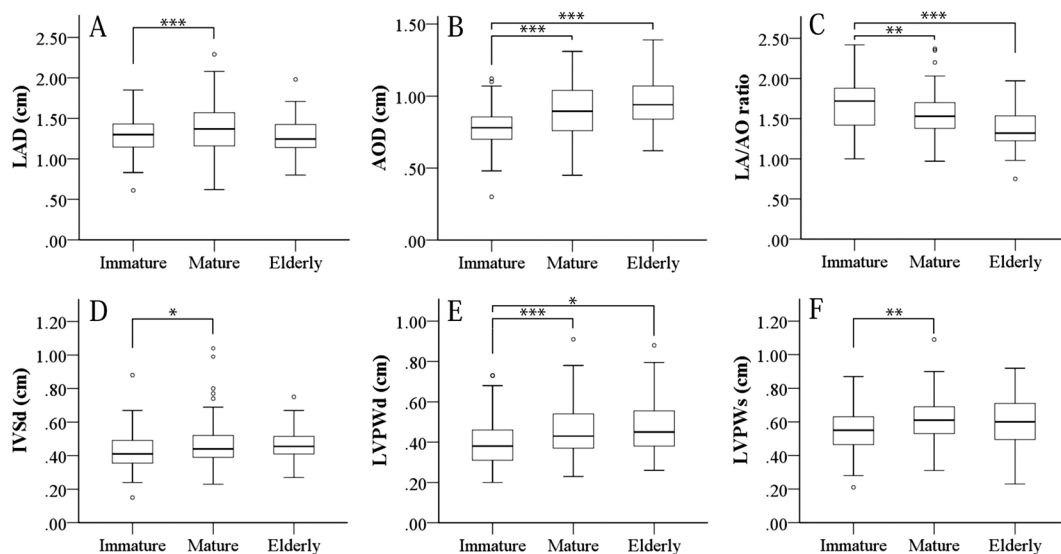 A
LAD (cm)
***
2.50
2.00
1.50
1.00
.50
.00
Immature Mature Elderly
B
AOD (cm)
***
***
1.50
1.00
.50
.00
Immature Mature Elderly
C
LA/AO ratio
***
**
2.50
2.00
1.50
1.00
.50
.00
Immature Mature Elderly
D
IVSd (cm)
*
1.20
1.00
.80
.60
.40
.20
.00
Immature Mature Elderly
E
LVPWd (cm)
*
***
1.00
.80
.60
.40
.20
.00
Immature Mature Elderly
F
LVPWs (cm)
**
1.20
1.00
.80
.60
.40
.20
.00
Immature Mature Elderly